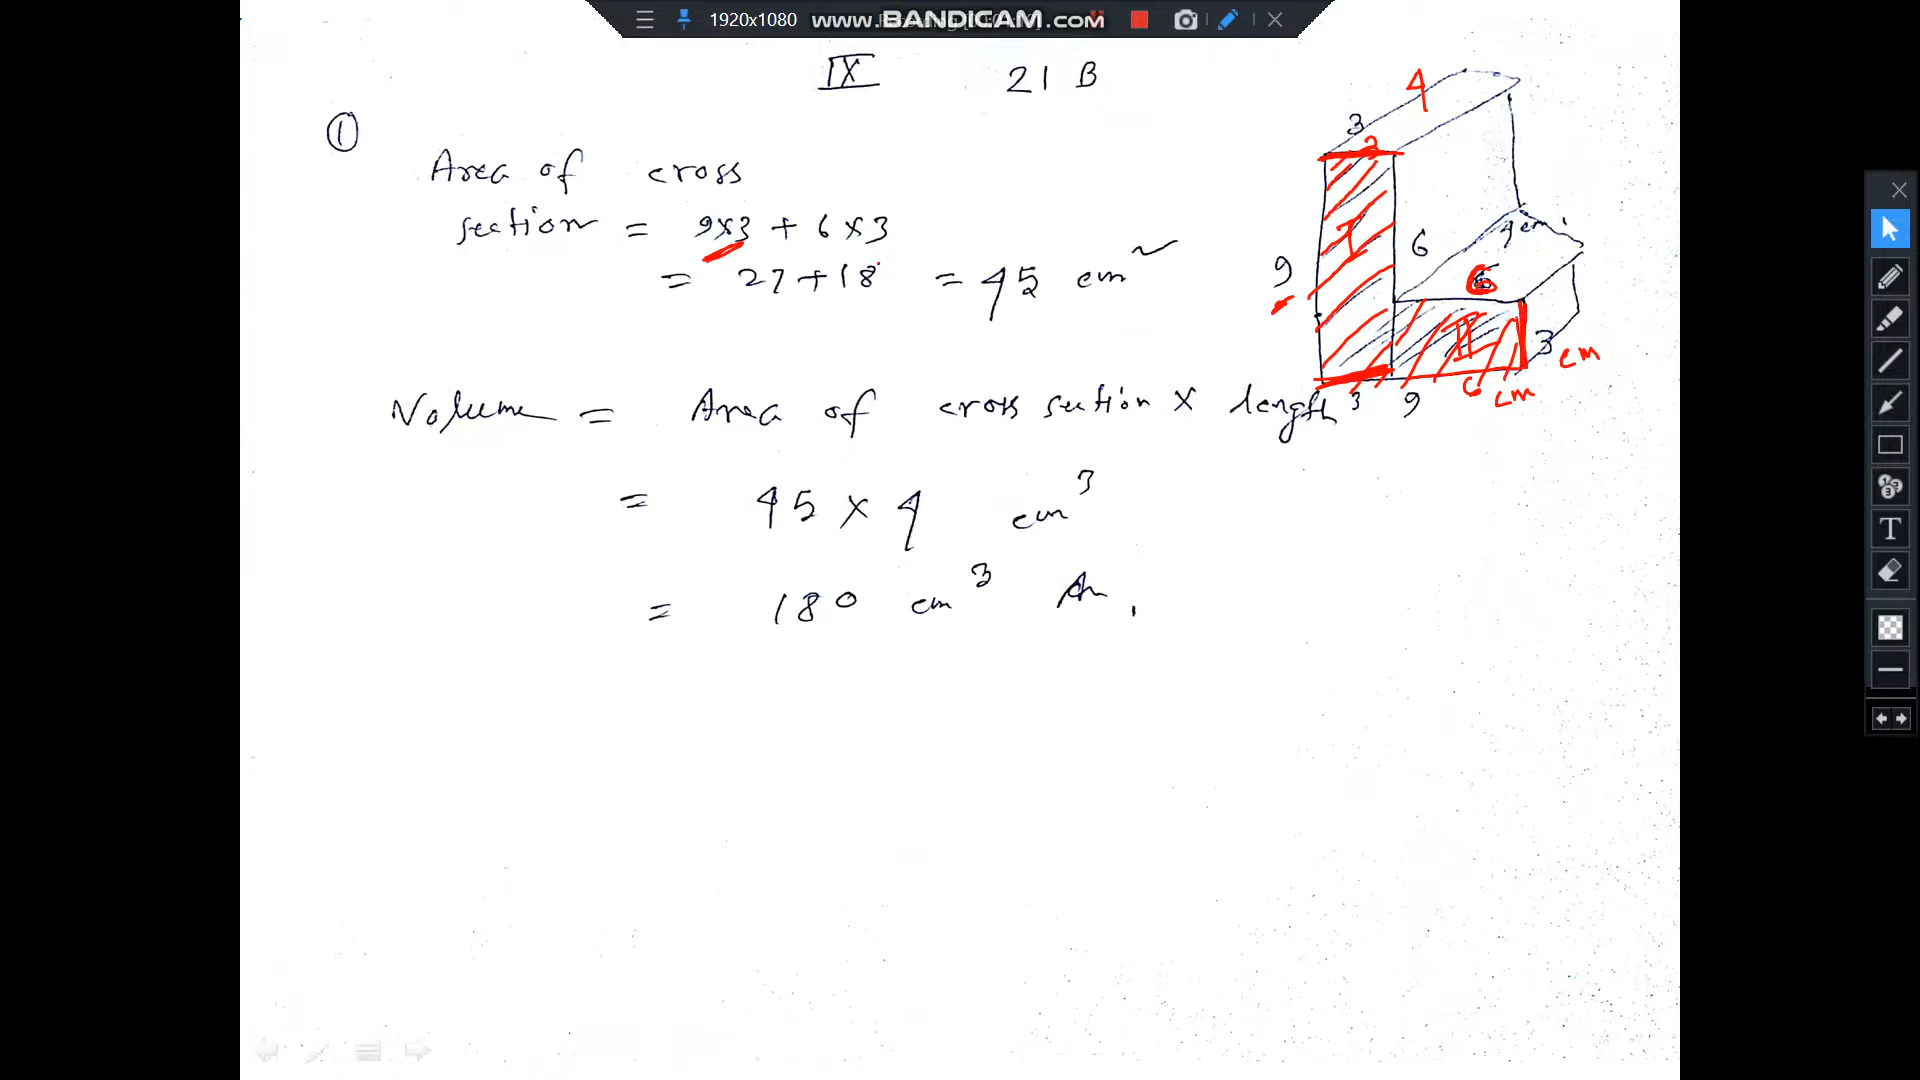 1920x1080 www.BANDICAM.com
IX 21 B
①
Area of cross
section = 9x3 + 6x3
= 27+18 = 45 cm
Volume = Area of cross section x length
= 45 x 4 cm³
= 180 cm³ An.
4
3
3
I
9
6
4cm
6
II
3 cm
3 9 6 cm
T